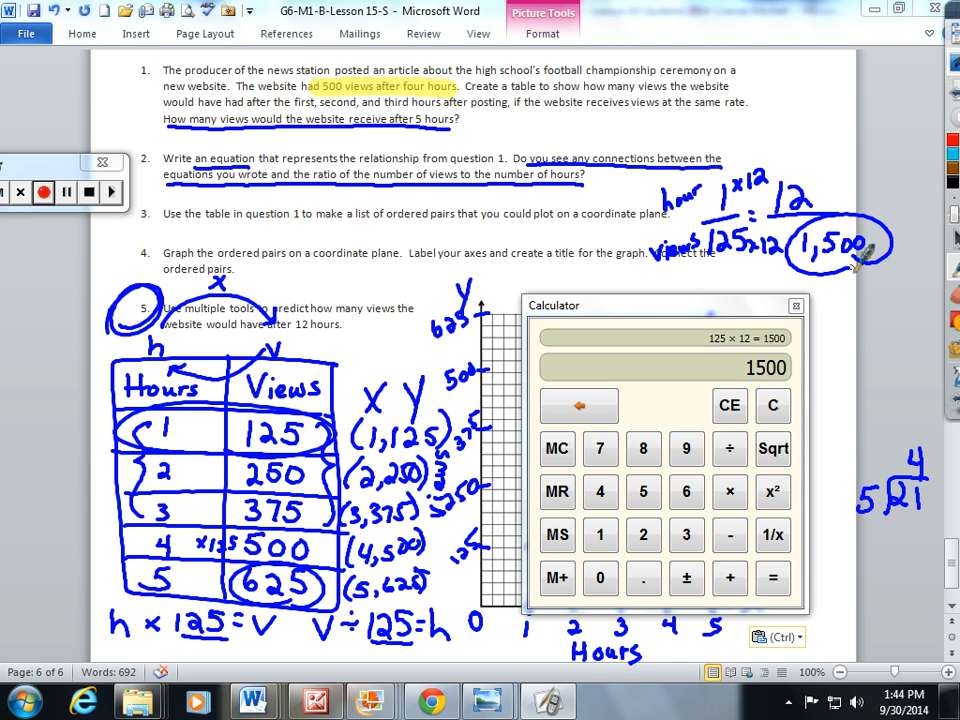 G6-M1-B-Lesson 15-S - Microsoft Word
Picture Tools
File Home Insert Page Layout References Mailings Review View Format
1. The producer of the news station posted an article about the high school's football championship ceremony on a
new website. The website had 500 views after four hours. Create a table to show how many views the website
would have had after the first, second, and third hours after posting, if the website receives views at the same rate.
How many views would the website receive after 5 hours?
2. Write an equation that represents the relationship from question 1. Do you see any connections between the
equations you wrote and the ratio of the number of views to the number of hours?
hour 1 x12 = 12
views 125 x12 1,500
3. Use the table in question 1 to make a list of ordered pairs that you could plot on a coordinate plane.
4. Graph the ordered pairs on a coordinate plane. Label your axes and create a title for the graph. the
ordered pairs.
5. Use multiple tools to predict how many views the
website would have after 12 hours.
x
h v
Hours Views
1 125
2 250
3 375
4 x125 500
5 625
h x 125 = v v ÷ 125 = h
X Y
(1,125)
(2,250)
(3,375)
(4,500)
(5,625)
Y
625
500
375
250
125
0 1 2 3 4 5
Hours
Calculator
125 × 12 = 1500
1500
CE C
MC 7 8 9 ÷ Sqrt
MR 4 5 6 × x²
MS 1 2 3 - 1/x
M+ 0 . ± + =
4
5 21
(Ctrl)
Page: 6 of 6 Words: 692 100%
1:44 PM
9/30/2014